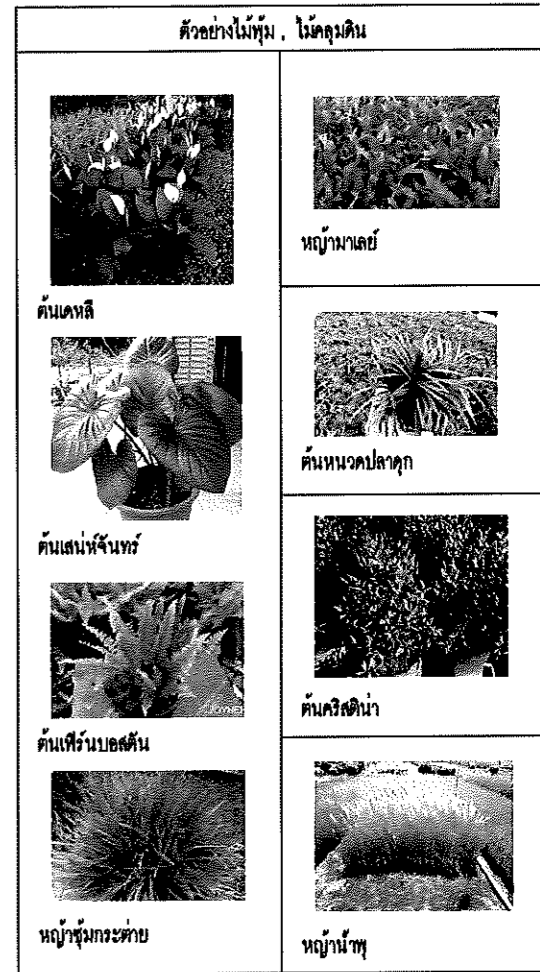 ตัวอย่างไม้พุ่ม , ไม้คลุมดิน
ต้นเดหลี
ต้นเสน่ห์จันทร์
ต้นเฟิร์นบอสตัน
หญ้าซุ้มกระต่าย
หญ้ามาเลย์
ต้นหนวดปลาดุก
ต้นคริสติน่า
หญ้าน้ำพุ